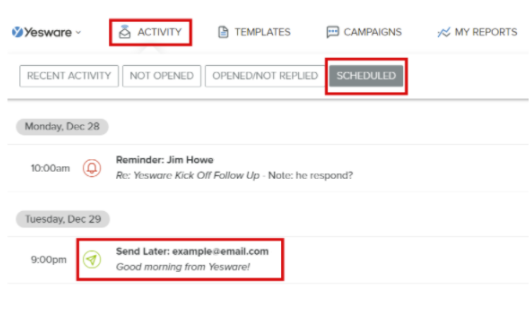 Yesware ACTIVITY TEMPLATES CAMPAIGNS MY REPORTS
RECENT ACTIVITY NOT OPENED OPENED/NOT REPLIED SCHEDULED
Monday, Dec 28
10:00am Reminder: Jim Howe
Re: Yesware Kick Off Follow Up - Note: he respond?
Tuesday, Dec 29
9:00pm Send Later: example@email.com
Good morning from Yesware!